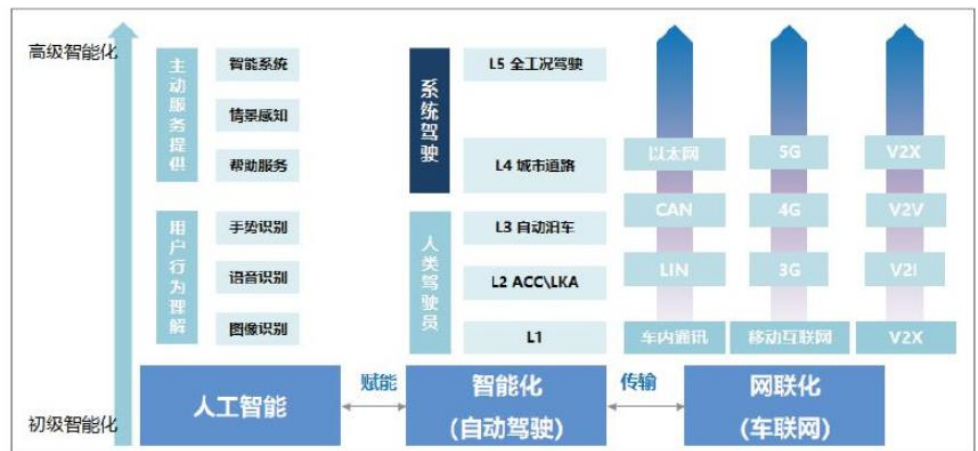 高级智能化
初级智能化
主动服务提供
智能系统
情景感知
帮助服务
用户行为理解
手势识别
语音识别
图像识别
人工智能
赋能
系统驾驶
L5 全工况驾驶
L4 城市道路
人类驾驶员
L3 自动泊车
L2 ACC\LKA
L1
智能化
（自动驾驶）
传输
以太网
CAN
LIN
车内通讯
5G
4G
3G
移动互联网
V2X
V2V
V2I
V2X
网联化
（车联网）